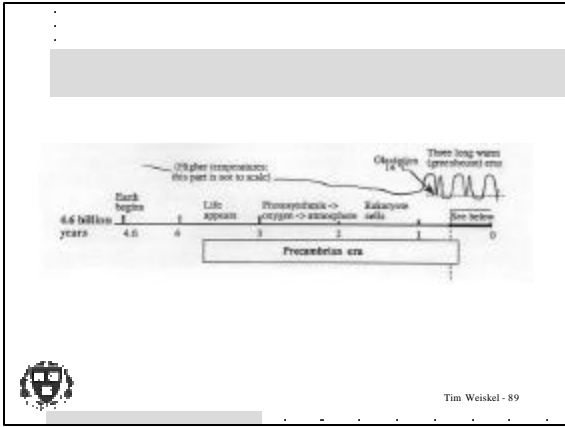 Three long warm
(greenhouse) eras
(Higher temperatures;
this part is not to scale)
Earth
begins
Life
appears
Photosynthesis ->
oxygen -> atmosphere
Eukaryote
cells
See below
4.6 billion
years
4.6 4 3 2 1 0
Precambrian era
Tim Weiskel - 89